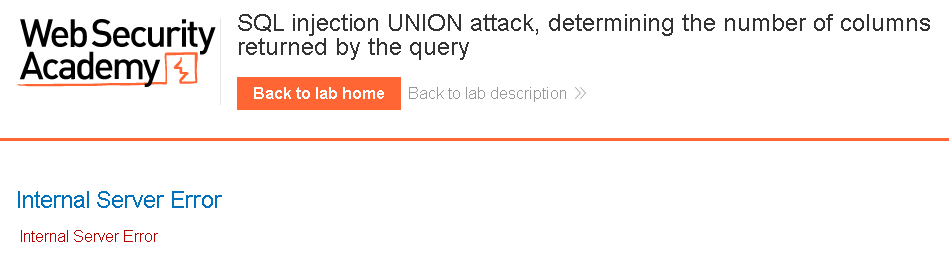 Web Security
Academy
SQL injection UNION attack, determining the number of columns
returned by the query
Back to lab home
Back to lab description
Internal Server Error
Internal Server Error